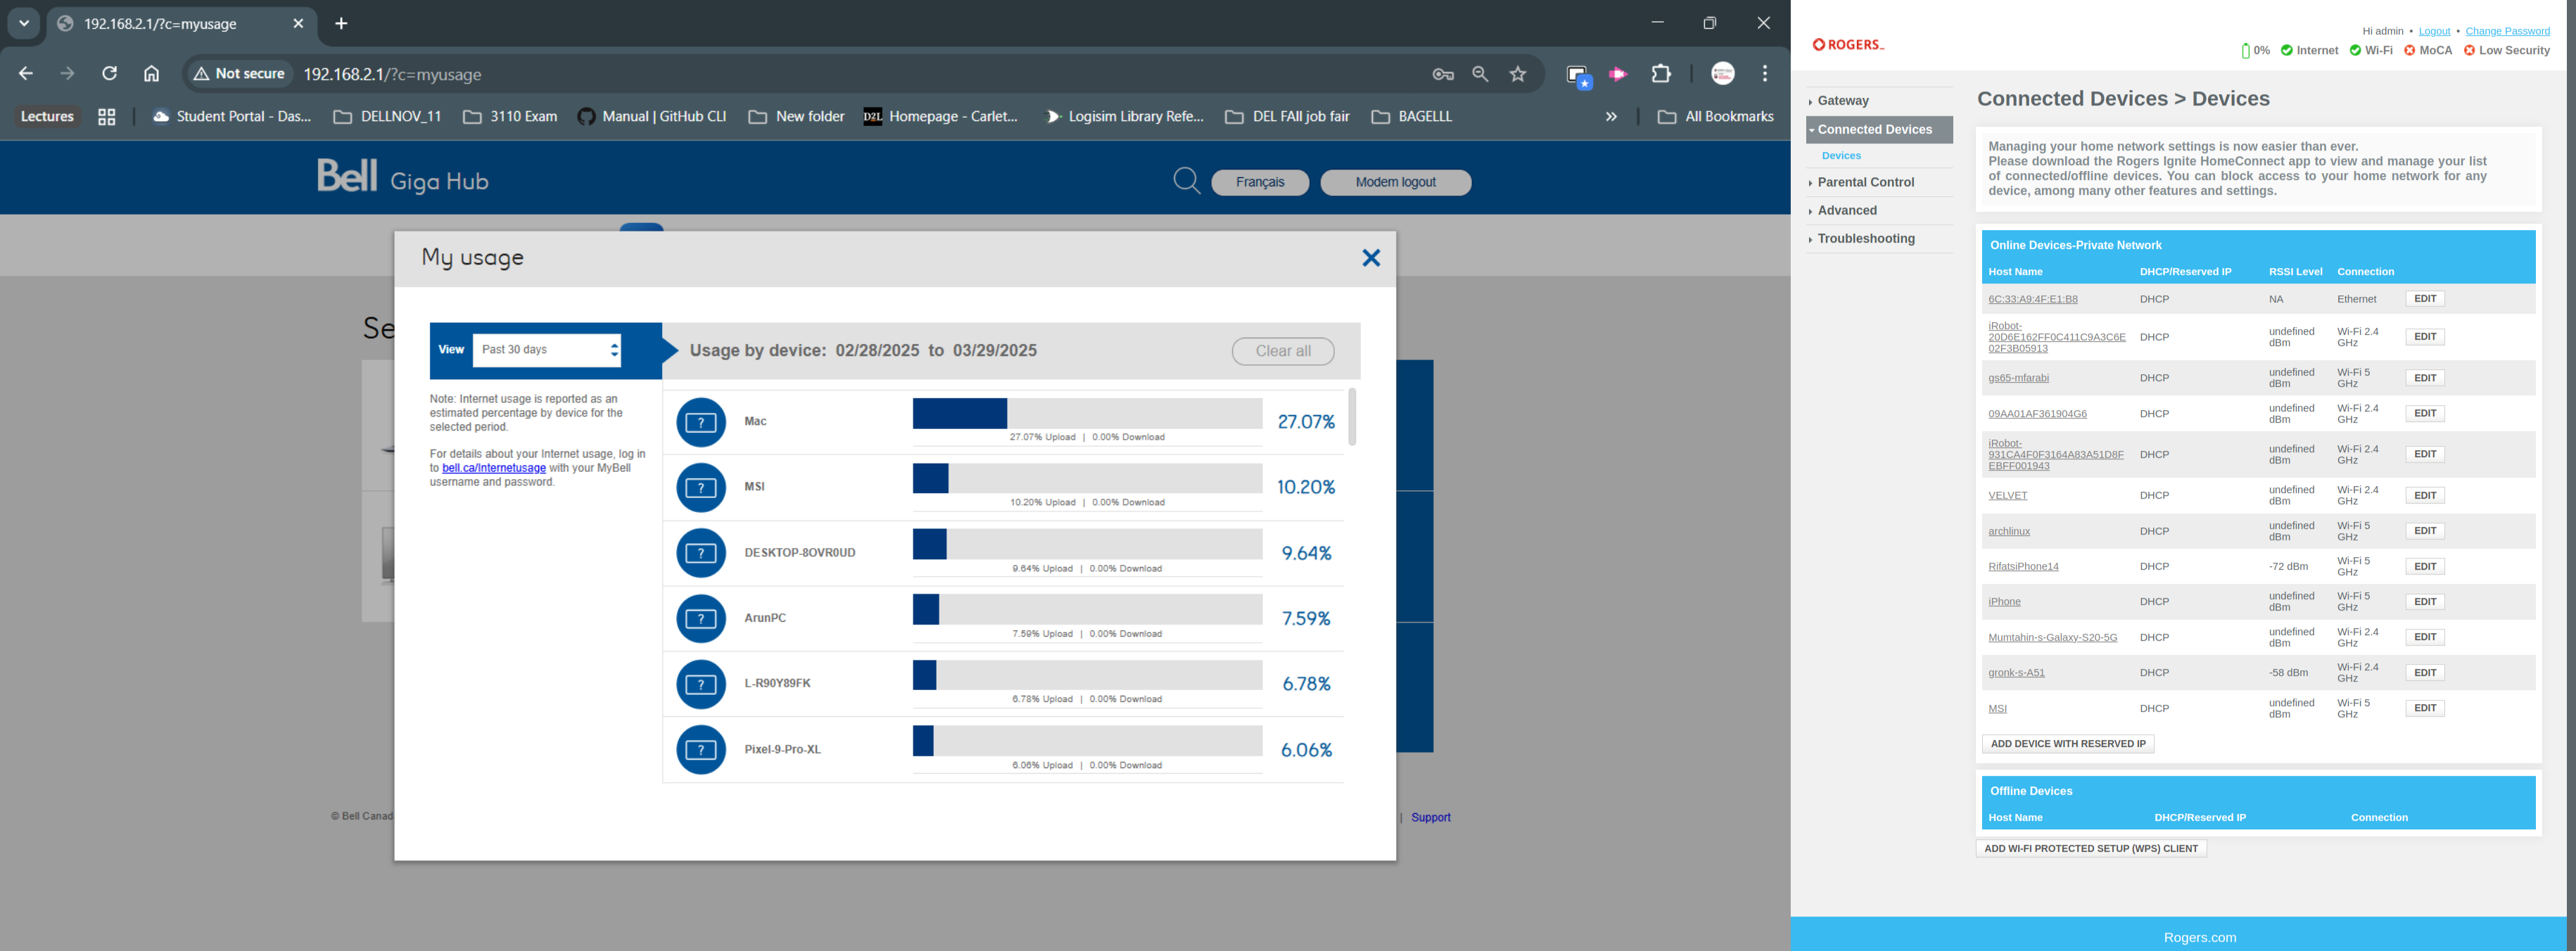 192.168.2.1/?c=myusage
Not secure
192.168.2.1/?c=myusage
Lectures
Student Portal - Das...
DELLNOV_11
3110 Exam
Manual | GitHub CLI
New folder
D2L
Homepage - Carlet...
Logisim Library Refe...
DEL FAll job fair
BAGELLL
»
All Bookmarks
Bell Giga Hub
Français
Modem logout
Se
My usage
View
Past 30 days
Usage by device: 02/28/2025 to 03/29/2025
Clear all
Note: Internet usage is reported as an
estimated percentage by device for the
selected period.
For details about your Internet usage, log in
to bell.ca/Internetusage with your MyBell
username and password.
? Mac 27.07%
27.07% Upload | 0.00% Download
? MSI 10.20%
10.20% Upload | 0.00% Download
? DESKTOP-8OVR0UD 9.64%
9.64% Upload | 0.00% Download
? ArunPC 7.59%
7.59% Upload | 0.00% Download
? L-R90Y89FK 6.78%
6.78% Upload | 0.00% Download
? Pixel-9-Pro-XL 6.06%
6.06% Upload | 0.00% Download
© Bell Canad
| Support
ROGERS
Hi admin • Logout • Change Password
0% Internet Wi-Fi MoCA Low Security
Gateway
Connected Devices
Devices
Parental Control
Advanced
Troubleshooting
Connected Devices > Devices
Managing your home network settings is now easier than ever.
Please download the Rogers Ignite HomeConnect app to view and manage your list
of connected/offline devices. You can block access to your home network for any
device, among many other features and settings.
Online Devices-Private Network
Host Name DHCP/Reserved IP RSSI Level Connection
6C:33:A9:4F:E1:B8 DHCP NA Ethernet EDIT
iRobot-
20D6E162FF0C411C9A3C6E
02F3B05913
DHCP
undefined
dBm
Wi-Fi 2.4
GHz
EDIT
gs65-mfarabi
DHCP
undefined
dBm
Wi-Fi 5
GHz
EDIT
09AA01AF361904G6
DHCP
undefined
dBm
Wi-Fi 2.4
GHz
EDIT
iRobot-
931CA4F0F3164A83A51D8F
EBFF001943
DHCP
undefined
dBm
Wi-Fi 2.4
GHz
EDIT
VELVET
DHCP
undefined
dBm
Wi-Fi 2.4
GHz
EDIT
archlinux
DHCP
undefined
dBm
Wi-Fi 5
GHz
EDIT
RifatsiPhone14
DHCP
-72 dBm
Wi-Fi 5
GHz
EDIT
iPhone
DHCP
undefined
dBm
Wi-Fi 5
GHz
EDIT
Mumtahin-s-Galaxy-S20-5G
DHCP
undefined
dBm
Wi-Fi 2.4
GHz
EDIT
gronk-s-A51
DHCP
-58 dBm
Wi-Fi 2.4
GHz
EDIT
MSI
DHCP
undefined
dBm
Wi-Fi 5
GHz
EDIT
ADD DEVICE WITH RESERVED IP
Offline Devices
Host Name DHCP/Reserved IP Connection
ADD WI-FI PROTECTED SETUP (WPS) CLIENT
Rogers.com